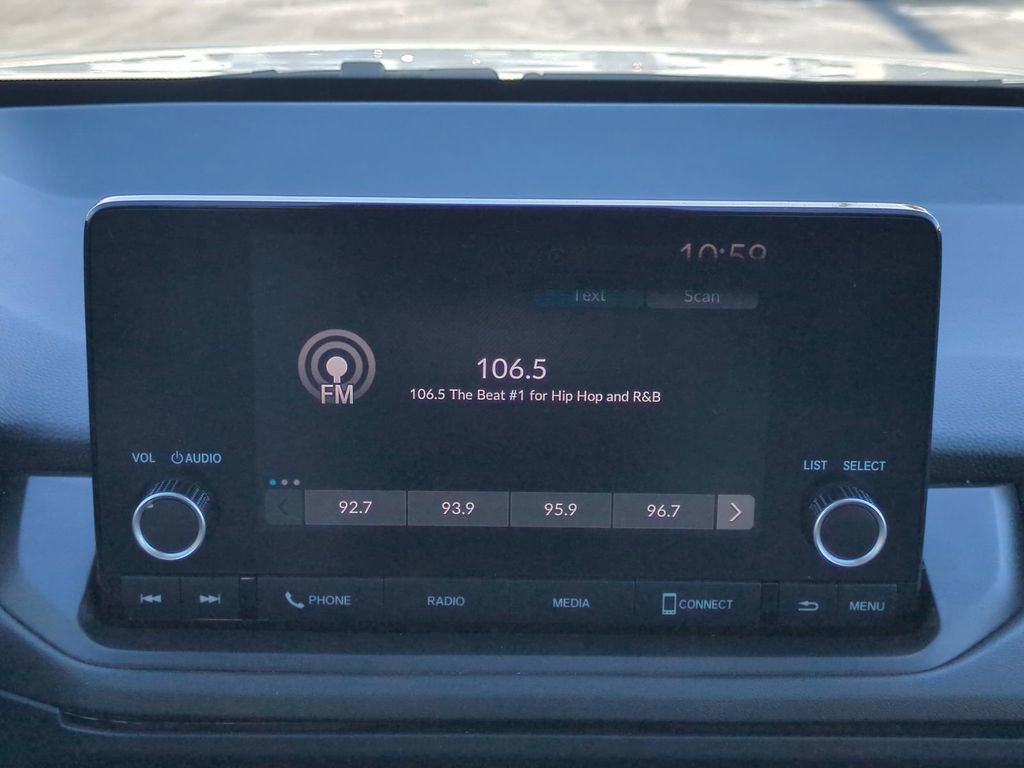 10:59
Text Scan
106.5
FM
106.5 The Beat #1 for Hip Hop and R&B
VOL AUDIO
LIST SELECT
92.7 93.9 95.9 96.7
PHONE RADIO MEDIA CONNECT MENU